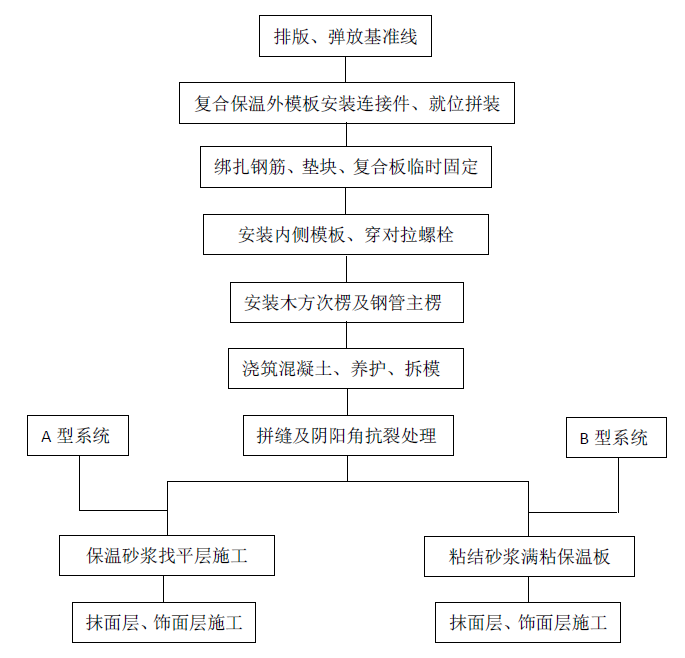 排版、弹放基准线
复合保温外模板安装连接件、就位拼装
绑扎钢筋、垫块、复合板临时固定
安装内侧模板、穿对拉螺栓
安装木方次楞及钢管主楞
浇筑混凝土、养护、拆模
A 型系统
拼缝及阴阳角抗裂处理
B 型系统
保温砂浆找平层施工
粘结砂浆满粘保温板
抹面层、饰面层施工
抹面层、饰面层施工